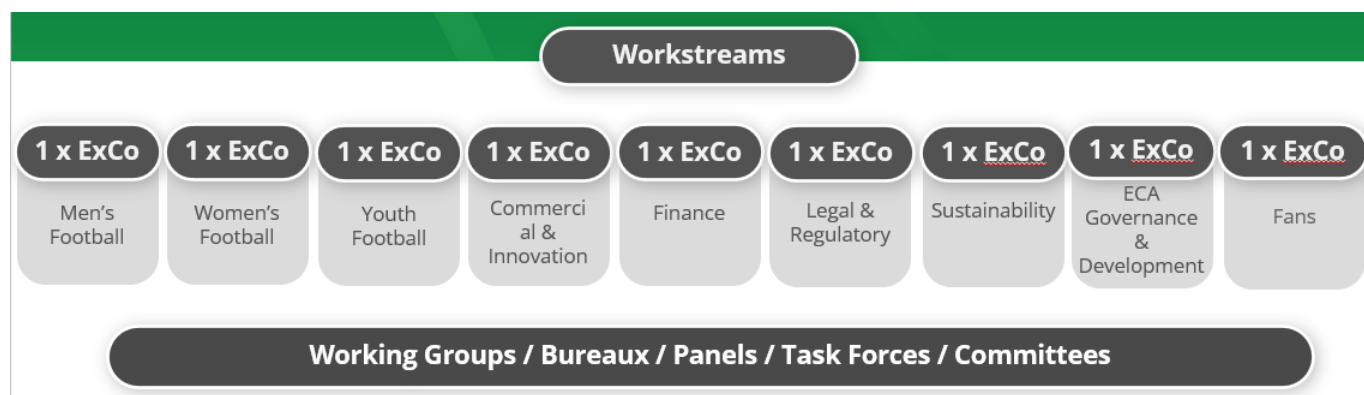 Workstreams
1 x ExCo
1 x ExCo
1 x ExCo
1 x ExCo
1 x ExCo
1 x ExCo
1 x ExCo
1 x ExCo
1 x ExCo
Men's
Football
Women's
Football
Youth
Football
Commerci
al &
Innovation
Finance
Legal &
Regulatory
Sustainability
ECA
Governance
&
Development
Fans
Working Groups / Bureaux / Panels / Task Forces / Committees